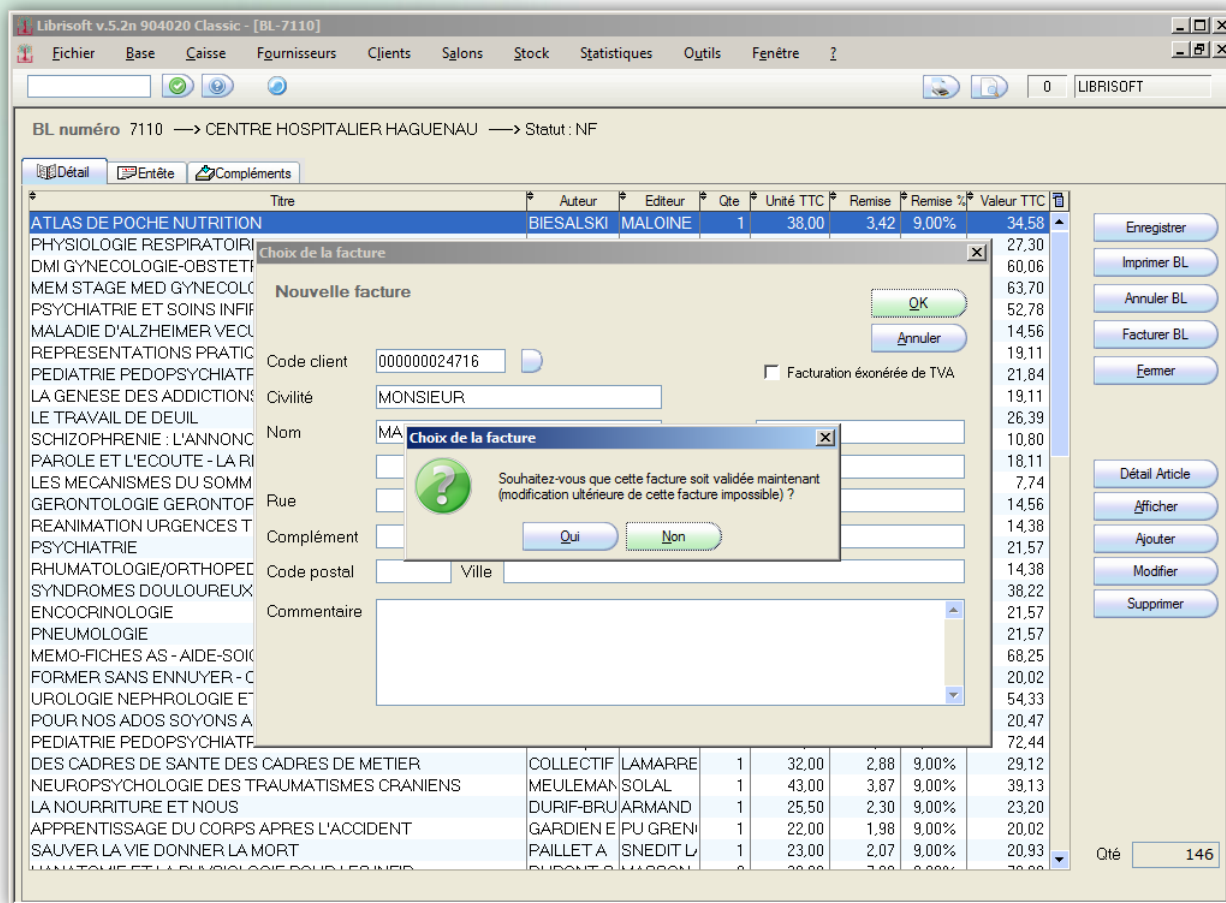 Librisoft v.5.2n 904020 Classic - [BL-7110]
Fichier Base Caisse Fournisseurs Clients Salons Stock Statistiques Outils Fenêtre ?
0 LIBRISOFT
BL numéro 7110 —> CENTRE HOSPITALIER HAGUENAU —> Statut : NF
Détail Entête Compléments
Titre Auteur Editeur Qte Unité TTC Remise Remise % Valeur TTC
ATLAS DE POCHE NUTRITION BIESALSKI MALOINE 1 38,00 3,42 9,00% 34,58
PHYSIOLOGIE RESPIRATOIRE 27,30
DMI GYNECOLOGIE-OBSTET 60,06
MEM STAGE MED GYNECOLO 63,70
PSYCHIATRIE ET SOINS INFIR 52,78
MALADIE D'ALZHEIMER VECU 14,56
REPRESENTATIONS PRATIQ 19,11
PEDIATRIE PEDOPSYCHIATR 21,84
LA GENESE DES ADDICTIONS 19,11
LE TRAVAIL DE DEUIL 26,39
SCHIZOPHRENIE : L'ANNONC 10,80
PAROLE ET L'ECOUTE - LA RE 18,11
LES MECANISMES DU SOMM 7,74
GERONTOLOGIE GERONTOP 14,56
REANIMATION URGENCES T 14,38
PSYCHIATRIE 21,57
RHUMATOLOGIE/ORTHOPED 14,38
SYNDROMES DOULOUREUX 38,22
ENCOCRINOLOGIE 21,57
PNEUMOLOGIE 21,57
MEMO-FICHES AS - AIDE-SOIG 68,25
FORMER SANS ENNUYER - C 20,02
UROLOGIE NEPHROLOGIE ET 54,33
POUR NOS ADOS SOYONS A 20,47
PEDIATRIE PEDOPSYCHIATR 72,44
DES CADRES DE SANTE DES CADRES DE METIER COLLECTIF LAMARRE 1 32,00 2,88 9,00% 29,12
NEUROPSYCHOLOGIE DES TRAUMATISMES CRANIENS MEULEMAN SOLAL 1 43,00 3,87 9,00% 39,13
LA NOURRITURE ET NOUS DURIF-BRU ARMAND 1 25,50 2,30 9,00% 23,20
APPRENTISSAGE DU CORPS APRES L'ACCIDENT GARDIEN E PU GREN 1 22,00 1,98 9,00% 20,02
SAUVER LA VIE DONNER LA MORT PAILLET A SNEDIT LA 1 23,00 2,07 9,00% 20,93
Choix de la facture
Nouvelle facture
OK
Annuler
Code client 000000024716
Facturation éxonérée de TVA
Civilité MONSIEUR
Nom MA
Rue
Complément
Code postal Ville
Commentaire
Choix de la facture
Souhaitez-vous que cette facture soit validée maintenant
(modification ultérieure de cette facture impossible) ?
Oui Non
Enregistrer
Imprimer BL
Annuler BL
Facturer BL
Fermer
Détail Article
Afficher
Ajouter
Modifier
Supprimer
Qté 146